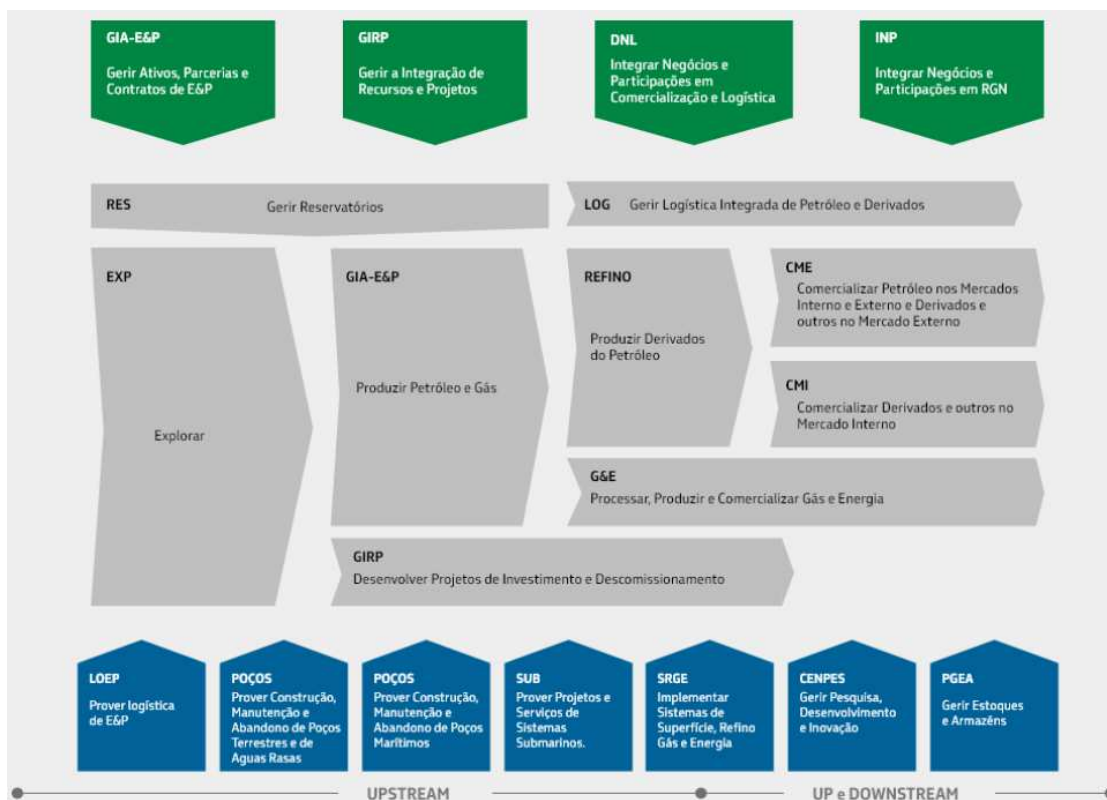 GIA-E&P
Gerir Ativos, Parcerias e
Contratos de E&P
GIRP
Gerir a Integração de
Recursos e Projetos
DNL
Integrar Negócios e
Participações em
Comercialização e Logística
INP
Integrar Negócios e
Participações em RGN
RES
Gerir Reservatórios
LOG
Gerir Logística Integrada de Petróleo e Derivados
EXP
Explorar
GIA-E&P
Produzir Petróleo e Gás
REFINO
Produzir Derivados
do Petróleo
CME
Comercializar Petróleo nos Mercados
Interno e Externo e Derivados e
outros no Mercado Externo
CMI
Comercializar Derivados e outros no
Mercado Interno
G&E
Processar, Produzir e Comercializar Gás e Energia
GIRP
Desenvolver Projetos de Investimento e Descomissionamento
LOEP
Prover logística
de E&P
POÇOS
Prover Construção,
Manutenção e
Abandono de Poços
Terrestres e de
Aguas Rasas
POÇOS
Prover Construção,
Manutenção e
Abandono de Poços
Marítimos
SUB
Prover Projetos e
Serviços de
Sistemas
Submarinos.
SRGE
Implementar
Sistemas de
Superfície, Refino
Gás e Energia
CENPES
Gerir Pesquisa,
Desenvolvimento
e Inovação
PGEA
Gerir Estoques
e Armazéns
UPSTREAM
UP e DOWNSTREAM